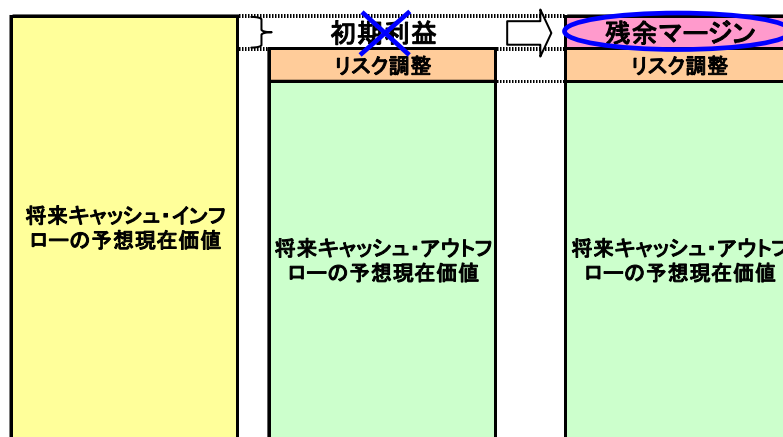 初期利益
残余マージン
リスク調整
リスク調整
将来キャッシュ・インフ
ローの予想現在価値
将来キャッシュ・アウトフ
ローの予想現在価値
将来キャッシュ・アウトフ
ローの予想現在価値